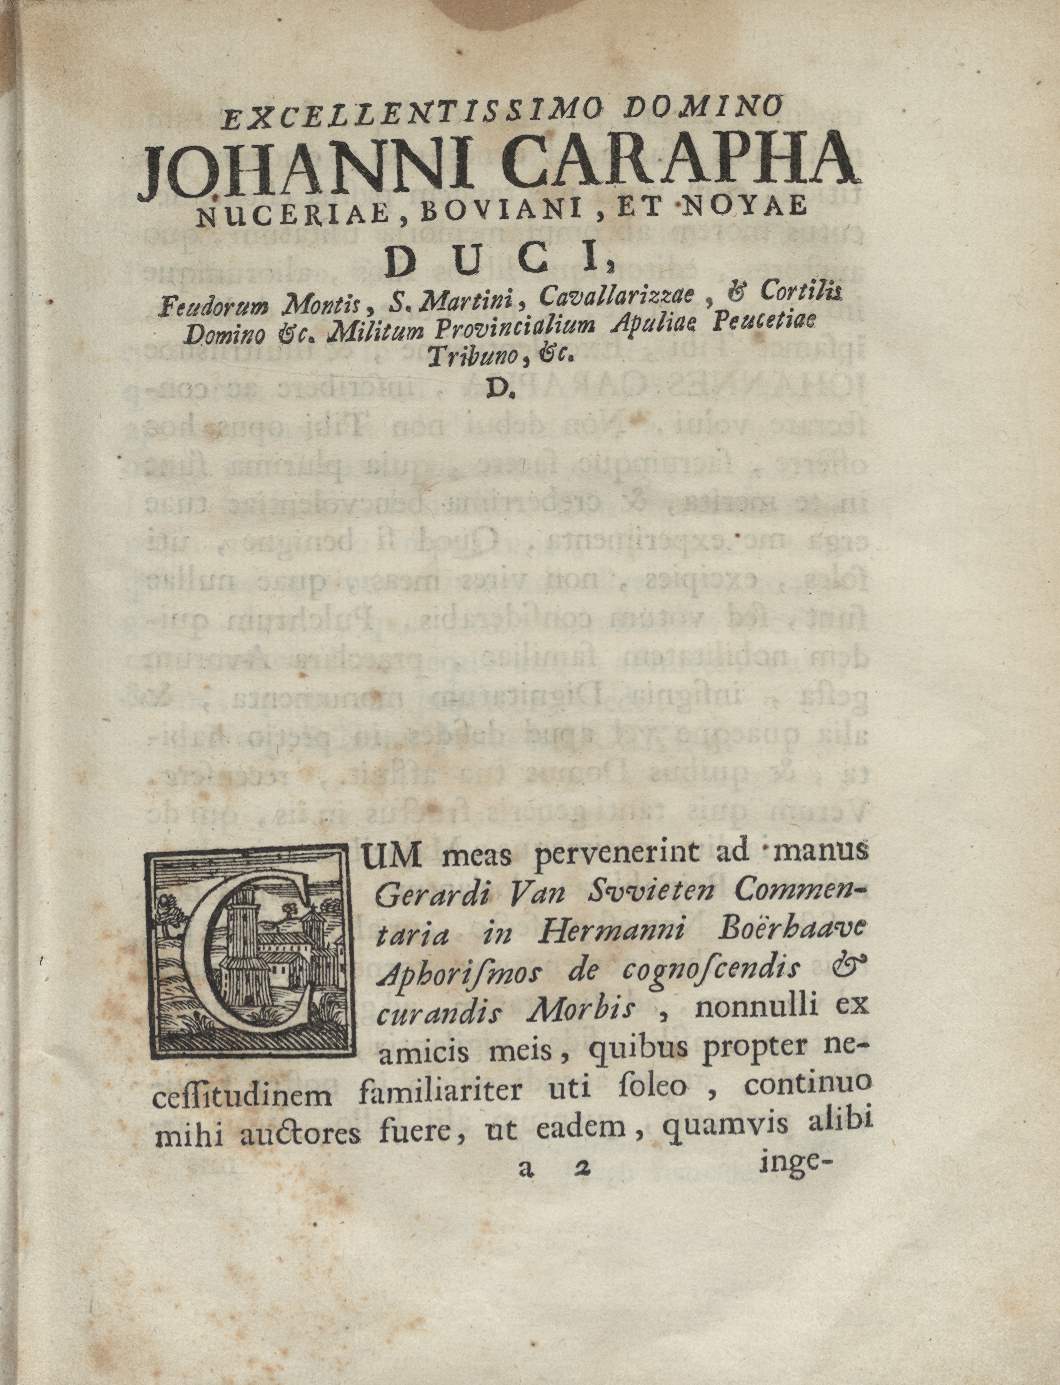 EXCELLENTISSIMO DOMINO
JOHANNI CARAPHA
NUCERIAE, BOVIANI, ET NOYAE
DUCI,
Feudorum Montis, S. Martini, Cavallarizzae, & Cortilis
Domino &c. Militum Provincialium Apuliae Peucetiae
Tribuno, &c.
D.
CUM meas pervenerint ad manus
Gerardi Van Svvieten Commen-
taria in Hermanni Boërhaave
Aphoriſmos de cognoſcendis &
curandis Morbis, nonnulli ex
amicis meis, quibus propter ne-
ceſſitudinem familiariter uti ſoleo, continuo
mihi auctores fuere, ut eadem, quamvis alibi
a 2 inge-